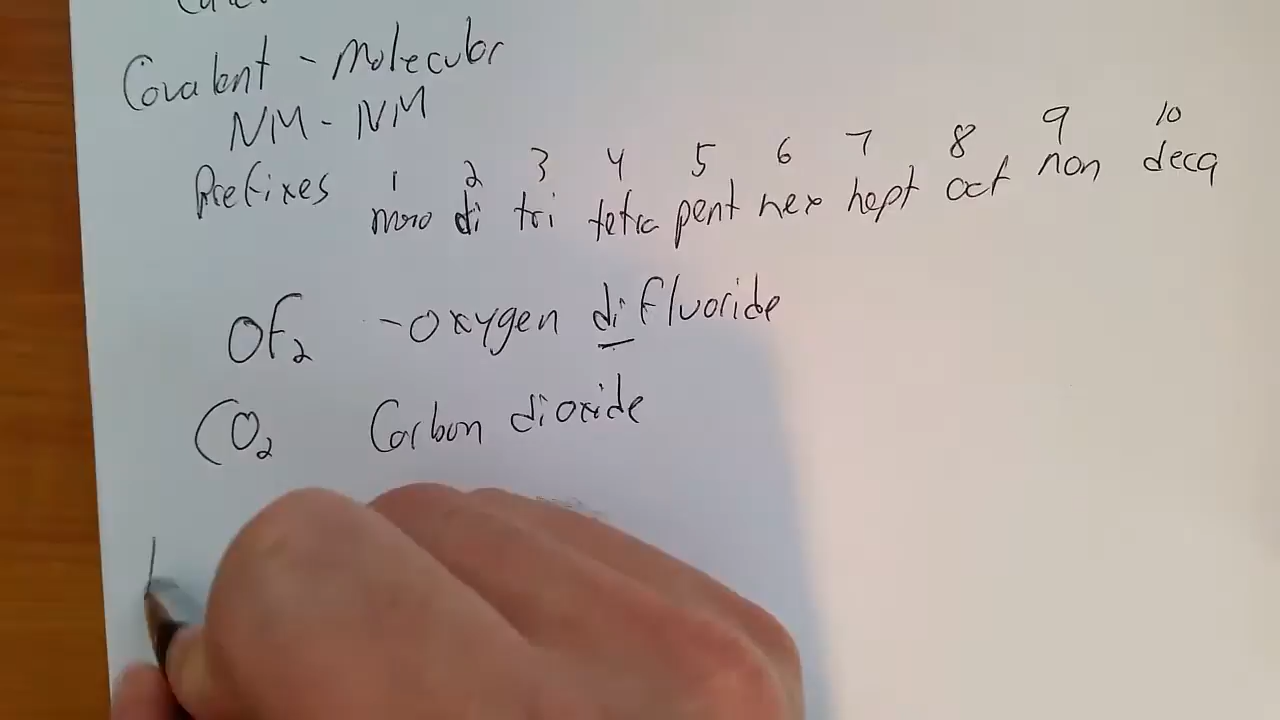 Covalent - molecular
NM - NM
Prefixes 1 2 3 4 5 6 7 8 9 10
mono di tri tetra pent hex hept oct non deca
OF2 - oxygen difluoride
CO2 Carbon dioxide